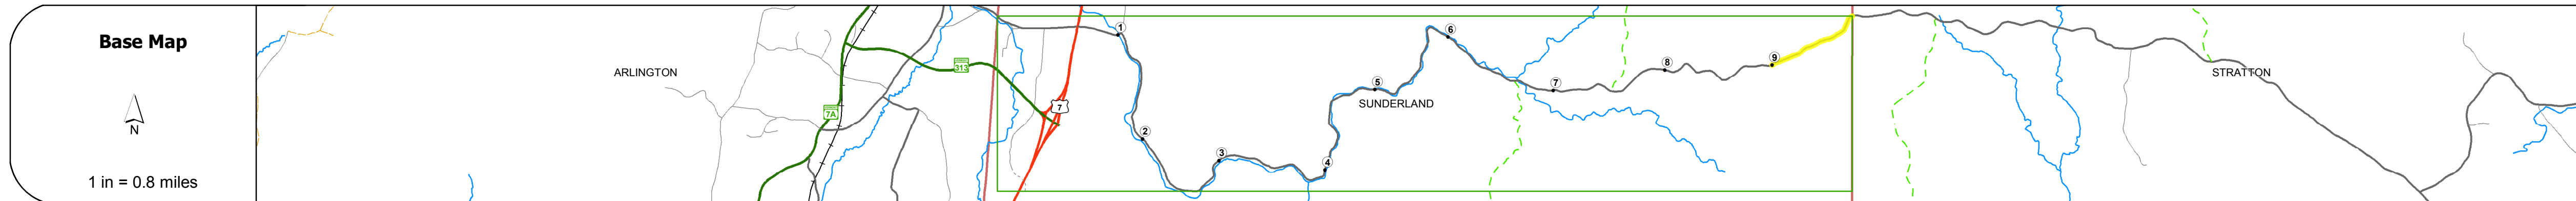 Base Map
N
1 in = 0.8 miles
ARLINGTON
7A
313
7
1
2
3
4
5
SUNDERLAND
6
7
8
9
STRATTON